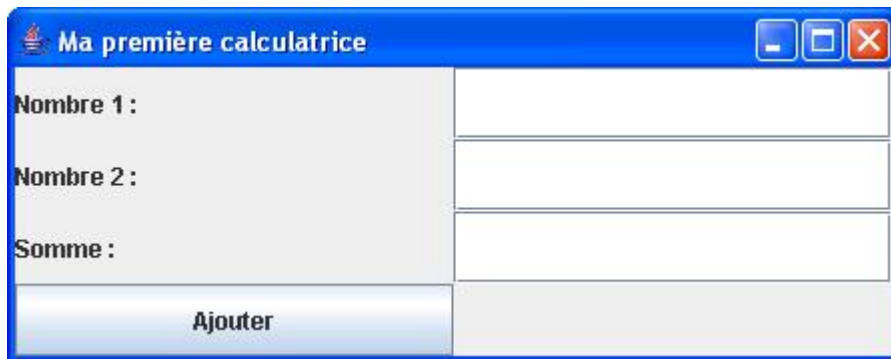 Ma première calculatrice
Nombre 1 :
Nombre 2 :
Somme :
Ajouter